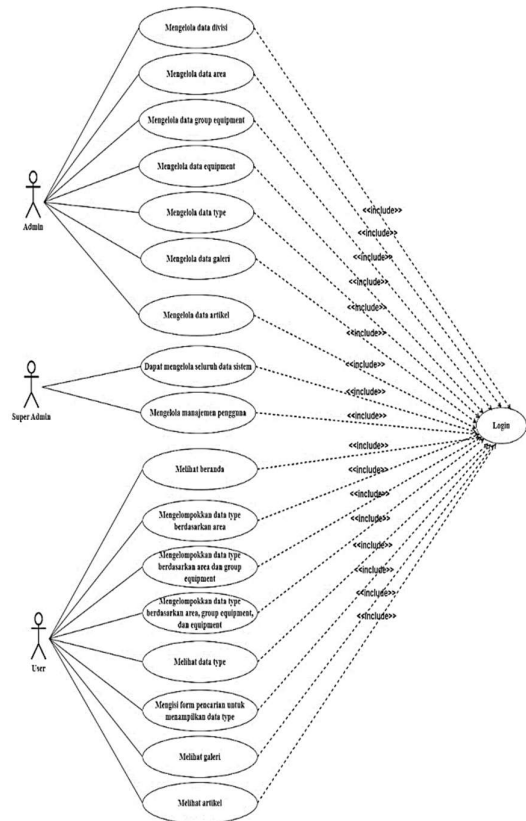 Mengelola data divisi
Mengelola data area
Mengelola data group equipment
Mengelola data equipment
Admin
Mengelola data type
<<include>>
<<include>>
Mengelola data galeri
<<include>>
<<include>>
Mengelola data artikel
<<include>>
<<include>>
Dapat mengelola seluruh data sistem
<<include>>
<<include>>
Super Admin
Mengelola manajemen pengguna
<<include>>
Login
Melihat beranda
<<include>>
<<include>>
Mengelompokkan data type
berdasarkan area
<<include>>
Mengelompokkan data type
berdasarkan area dan group
equipment
<<include>>
Mengelompokkan data type
berdasarkan area, group equipment,
dan equipment
<<include>>
User
Melihat data type
<<include>>
<<include>>
Mengisi form pencarian untuk
menampilkan data type
<<include>>
Melihat galeri
Melihat artikel